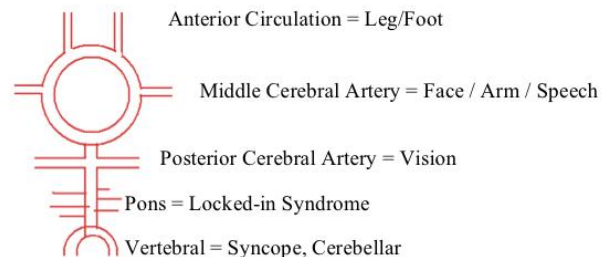 Anterior Circulation = Leg/Foot
Middle Cerebral Artery = Face / Arm / Speech
Posterior Cerebral Artery = Vision
Pons = Locked-in Syndrome
Vertebral = Syncope, Cerebellar